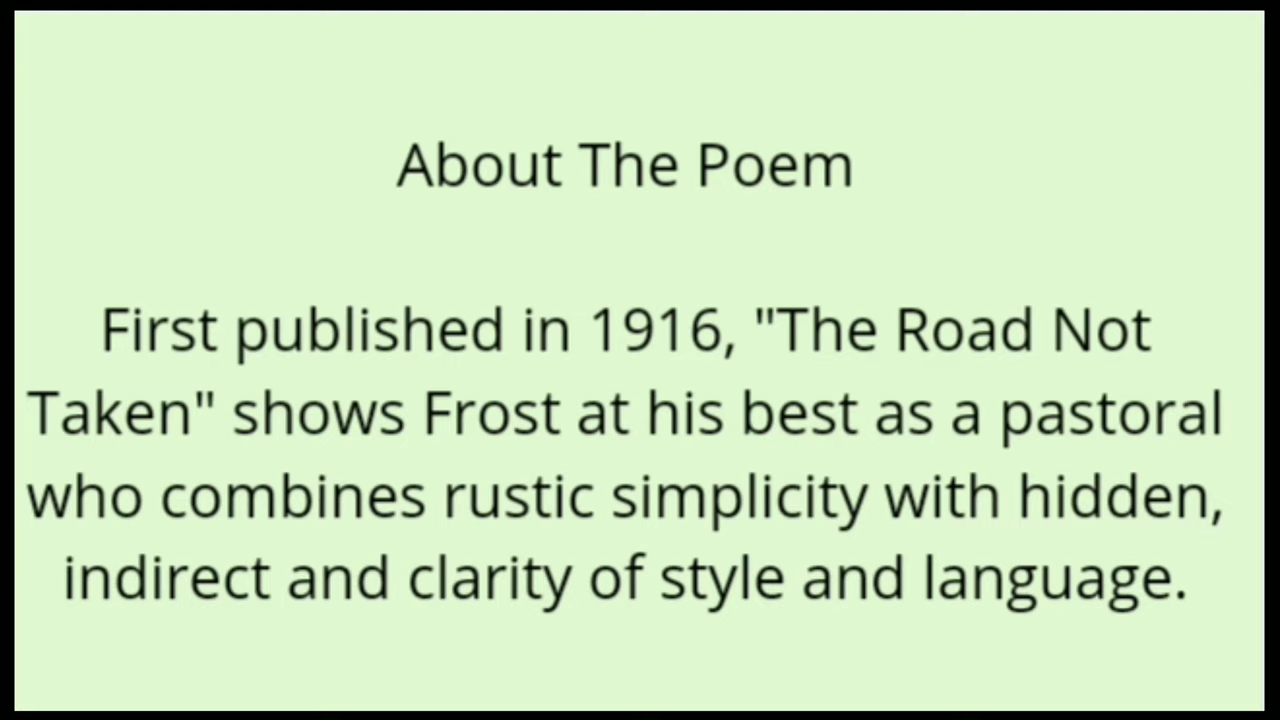 About The Poem
First published in 1916, "The Road Not
Taken" shows Frost at his best as a pastoral
who combines rustic simplicity with hidden,
indirect and clarity of style and language.